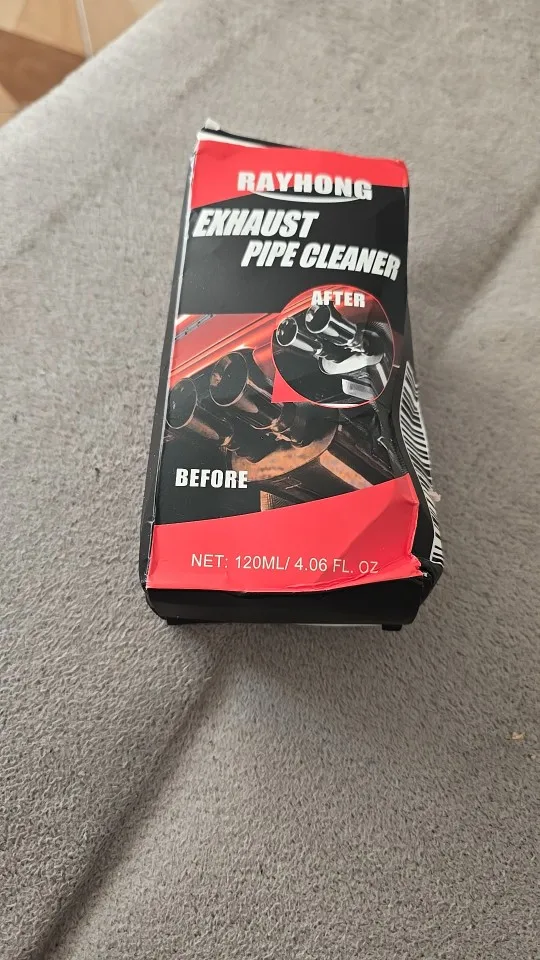 RAYHONG
EXHAUST
PIPE CLEANER
AFTER
BEFORE
NET: 120ML/ 4.06 FL. OZ